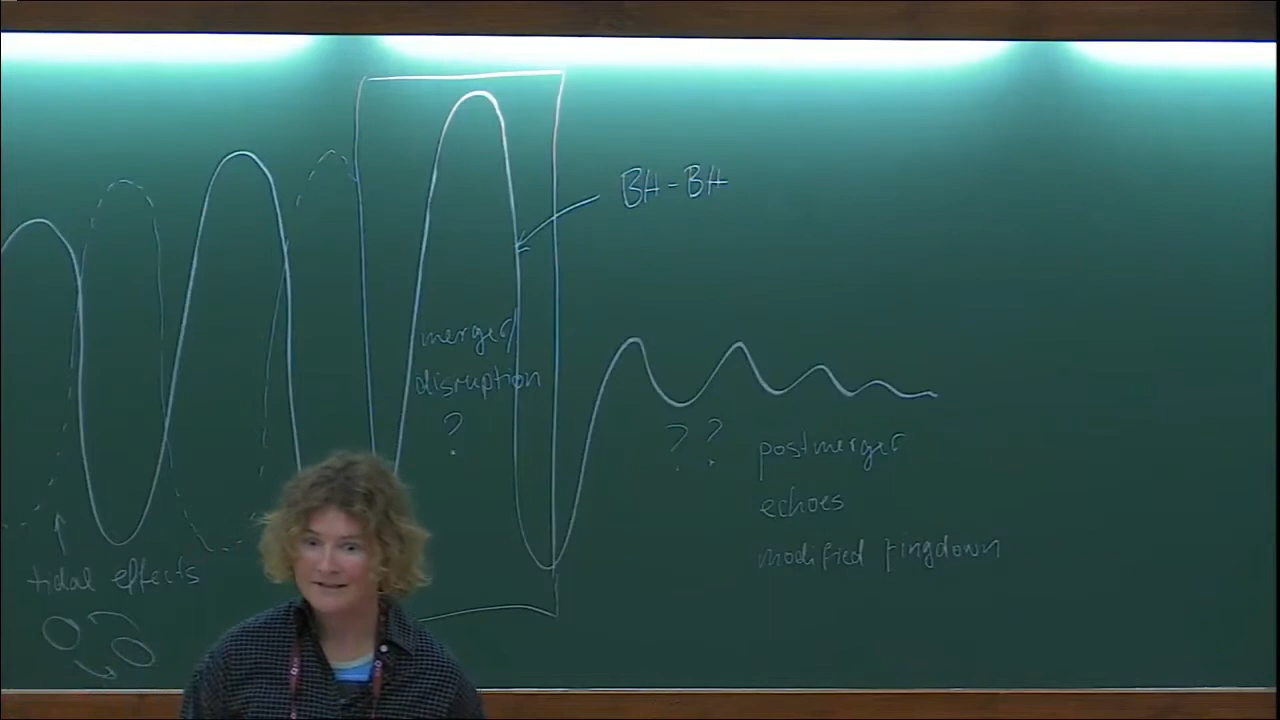 BH-BH
merger/
disruption
?
? ?
postmerger
echoes
modified ringdown
tidal effects